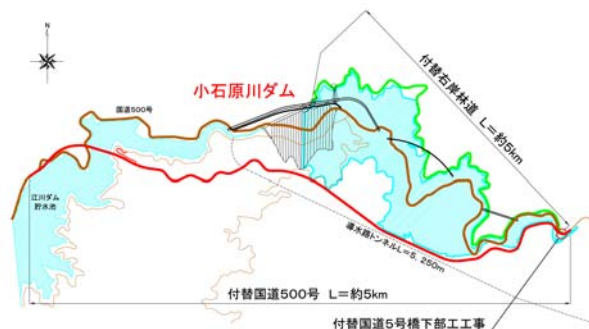 N
小石原川ダム
国道500号
付替右岸林道 L=約5km
江川ダム
貯水池
導水路トンネルL=5, 250m
付替国道500号 L=約5km
付替国道5号橋下部工工事